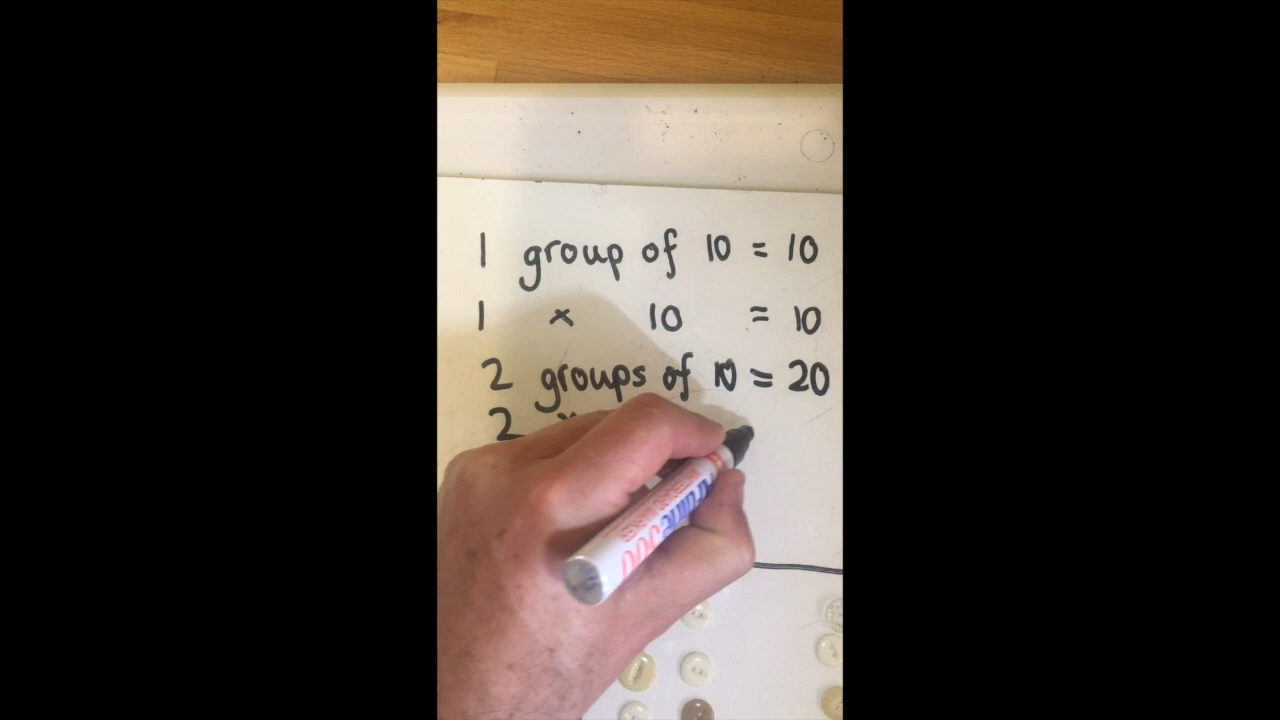 1 group of 10 = 10
1 × 10 = 10
2 groups of 10 = 20
2 ×